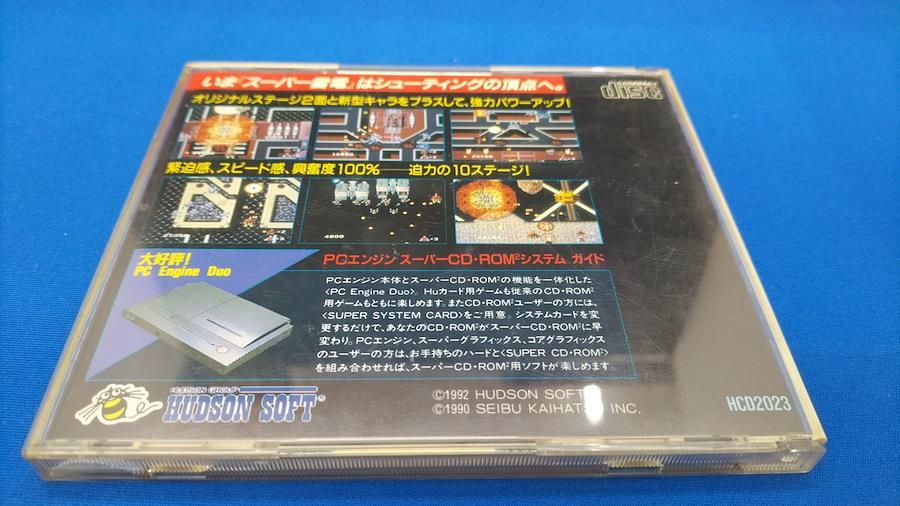 いま『スーパー雷電』はシューティングの頂点へ。
COMPACT
disc
オリジナルステージ2面と新型キャラをプラスして、強力パワーアップ!
緊迫感、スピード感、興奮度100%── 迫力の10ステージ!
4800
大好評!
PC Engine Duo
PCエンジン スーパーCD・ROM²システム ガイド
PCエンジン本体とスーパーCD・ROM²の機能を一体化した
〈PC Engine Duo〉。Huカード用ゲームも従来のCD・ROM²
用ゲームもともに楽しめます。またCD・ROM²ユーザーの方には、
〈SUPER SYSTEM CARD〉をご用意。システムカードを変
更するだけで、あなたのCD・ROM²がスーパーCD・ROM²に早
変わり。PCエンジン、スーパーグラフィックス、コアグラフィックス
のユーザーの方は、お手持ちのハードと〈SUPER CD・ROM²〉
を組み合わせれば、スーパーCD・ROM²用ソフトが楽しめます
HUDSON GROUP
HUDSON SOFT®
©1992 HUDSON SOFT
©1990 SEIBU KAIHATSU INC.
HCD2023